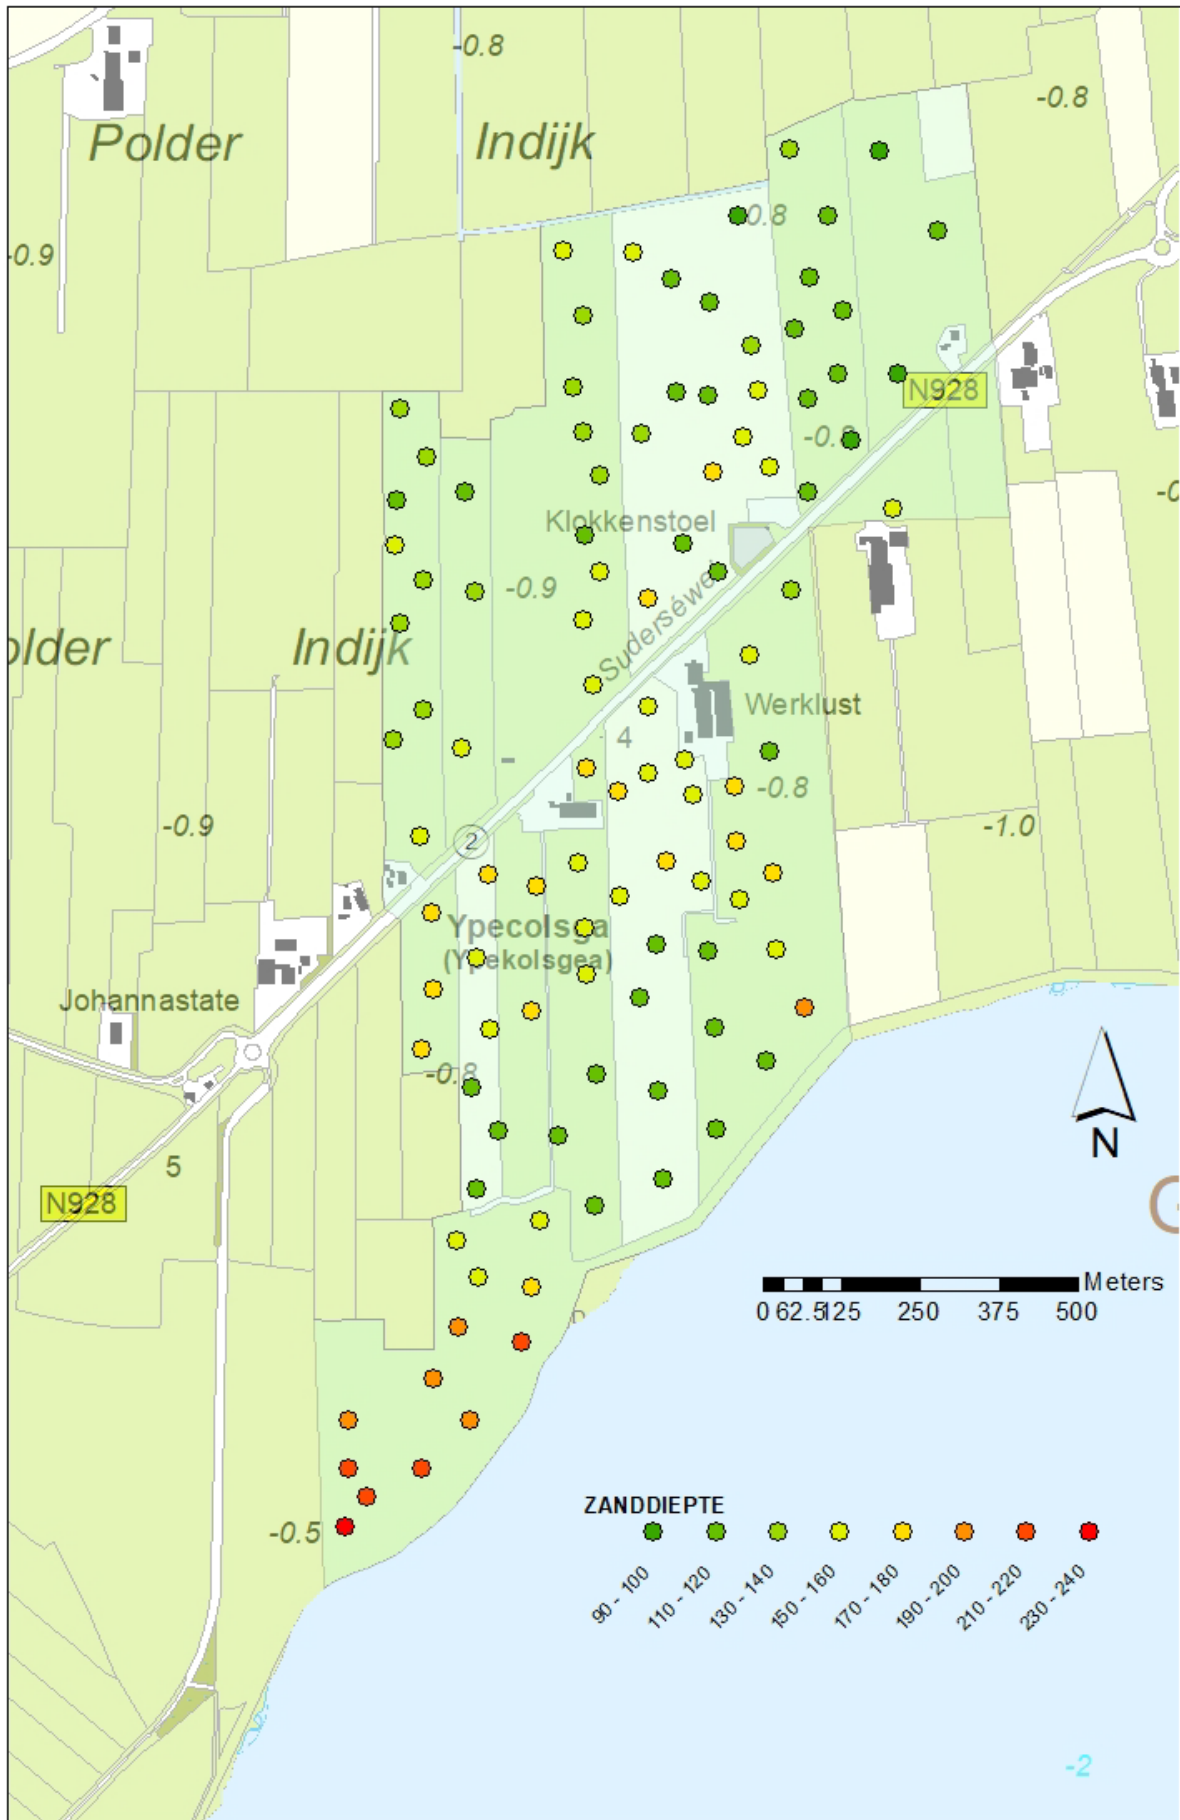 -0.8
-0.8
Polder
Indijk
0.8
-0.9
N928
-0.8
Klokkenstoel
-0.9
Suderséwei
Indijk
Werklust
4
-0.8
-0.9
-1.0
2
Ypecolsga
(Ypekolsgea)
Johannastate
-0.8
N
5
N928
G
Meters
0 62.5 125 250 375 500
ZANDDIEPTE
-0.5
90 - 100
110 - 120
130 - 140
150 - 160
170 - 180
190 - 200
210 - 220
230 - 240
-2